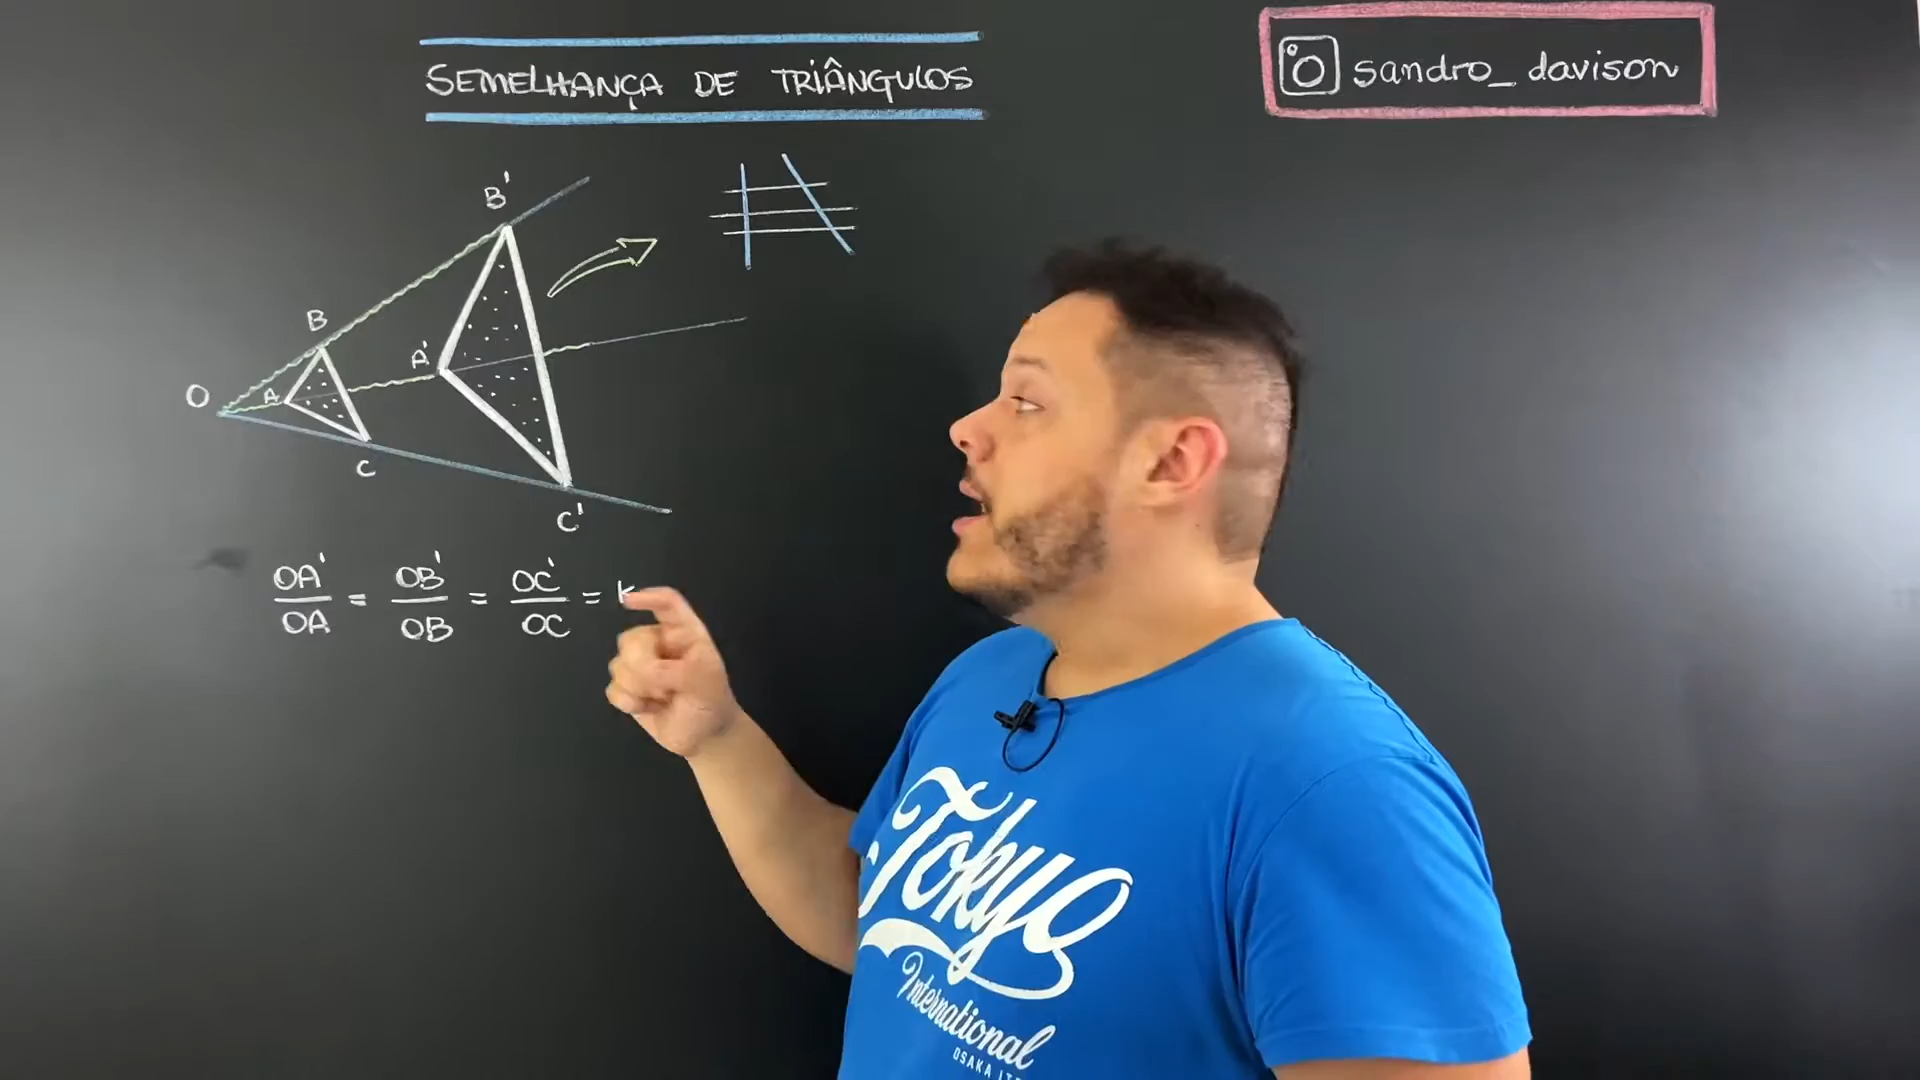 SEMELHANÇA DE TRIÂNGULOS
sandro_davison
B'
B
A'
O
A
C
C'
OA'/OA = OB'/OB = OC'/OC = K
Tokyo
International
OSAKA